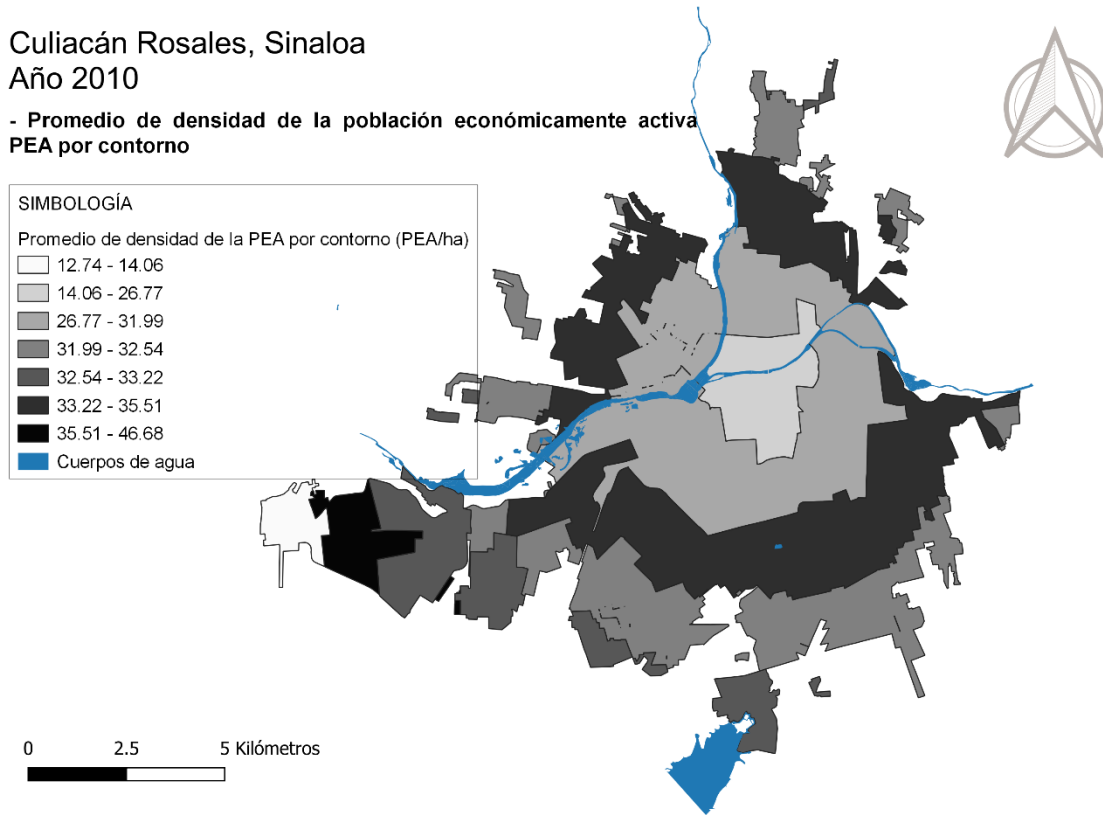 Culiacán Rosales, Sinaloa
Año 2010
- Promedio de densidad de la población económicamente activa
PEA por contorno
SIMBOLOGÍA
Promedio de densidad de la PEA por contorno (PEA/ha)
12.74 - 14.06
14.06 - 26.77
26.77 - 31.99
31.99 - 32.54
32.54 - 33.22
33.22 - 35.51
35.51 - 46.68
Cuerpos de agua
0 2.5 5 Kilómetros